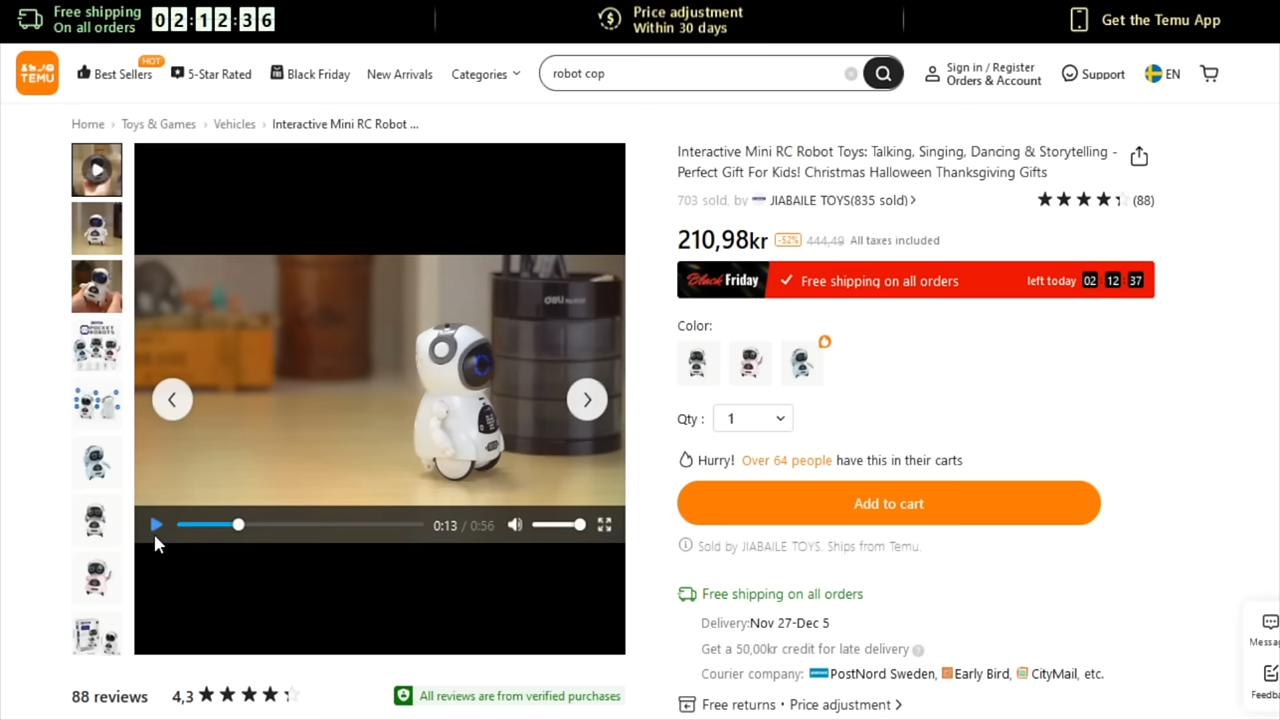 Free shipping
On all orders
02:12:36
Price adjustment
Within 30 days
Get the Temu App
TEMU
Best Sellers
HOT
5-Star Rated
Black Friday
New Arrivals
Categories
robot cop
Sign in / Register
Orders & Account
Support
EN
Home › Toys & Games › Vehicles › Interactive Mini RC Robot ...
Interactive Mini RC Robot Toys: Talking, Singing, Dancing & Storytelling -
Perfect Gift For Kids! Christmas Halloween Thanksgiving Gifts
703 sold, by JIABAILE TOYS(835 sold) >
(88)
210,98kr -52% 444,49 All taxes included
Black Friday
Free shipping on all orders
left today 02 12 37
Color:
Qty : 1
Hurry! Over 64 people have this in their carts
Add to cart
Sold by JIABAILE TOYS. Ships from Temu.
Free shipping on all orders
Delivery: Nov 27-Dec 5
Get a 50,00kr credit for late delivery ?
Courier company: PostNord Sweden, Early Bird, CityMail, etc.
Free returns • Price adjustment >
POCKET
ROBOTS
deli
0:13 / 0:56
88 reviews
4,3
All reviews are from verified purchases
Messag
Feedba